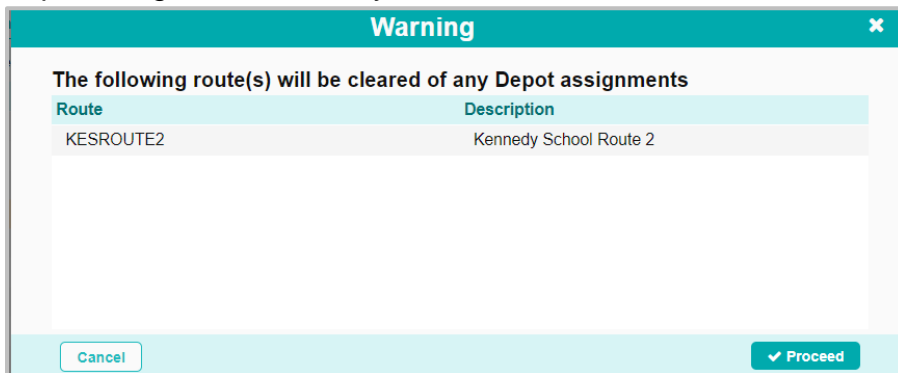 Warning
The following route(s) will be cleared of any Depot assignments
Route Description
KESROUTE2 Kennedy School Route 2
Cancel Proceed